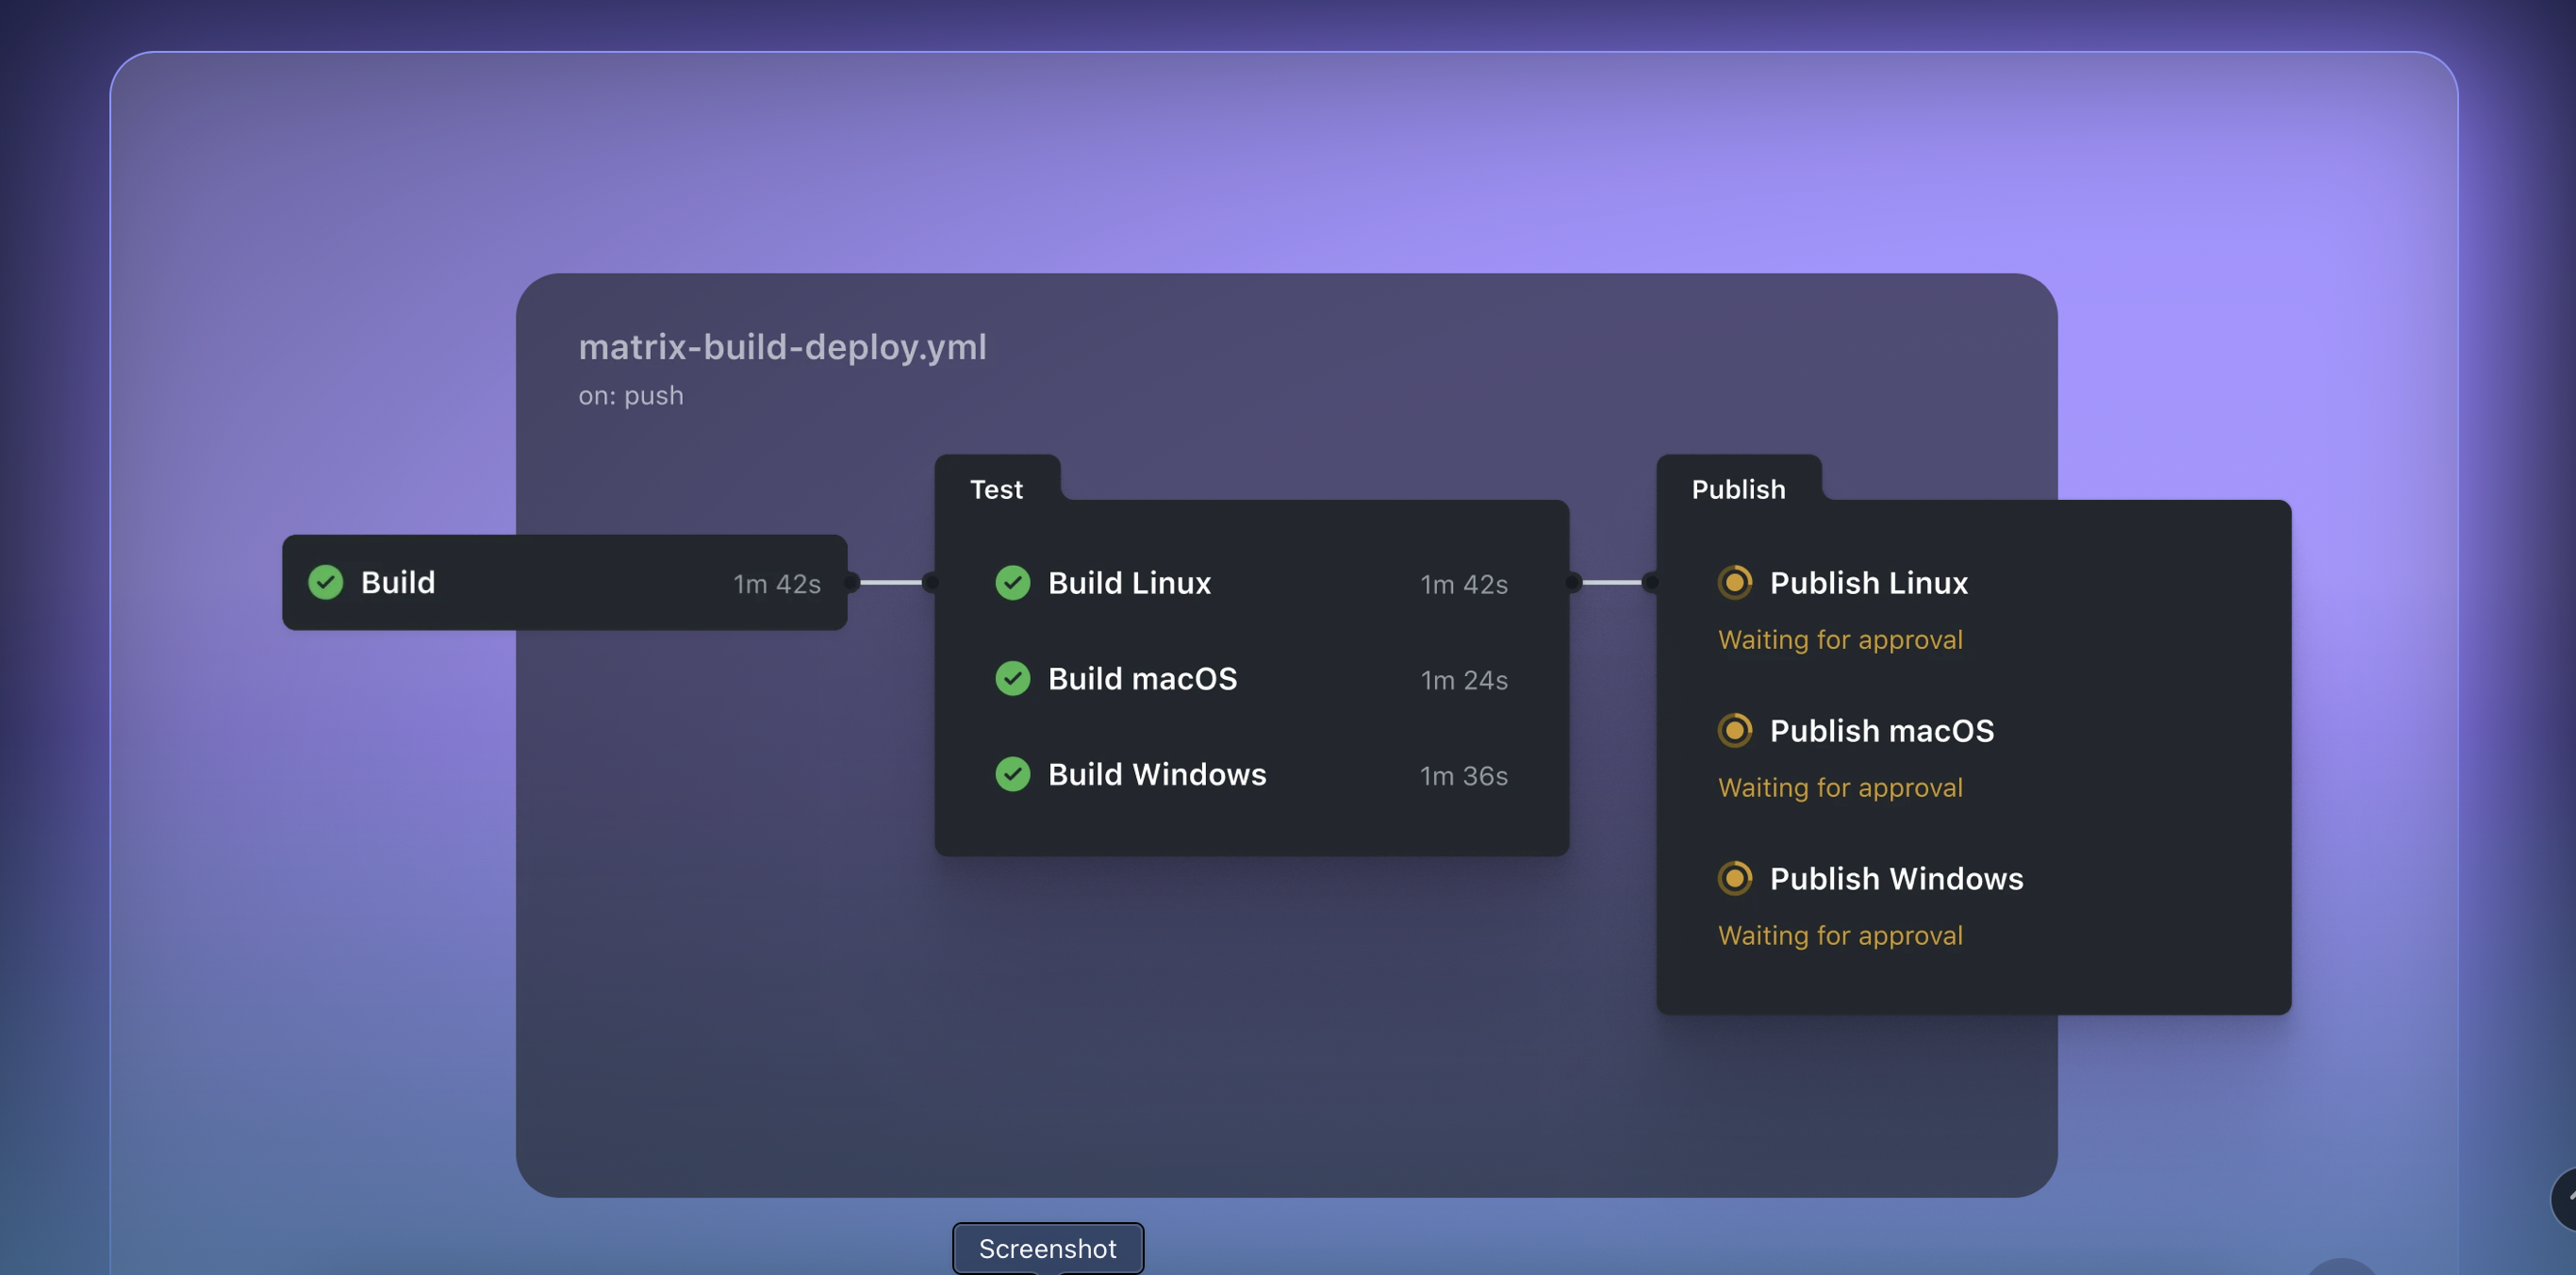 matrix-build-deploy.yml
on: push
Build 1m 42s
Test
Build Linux 1m 42s
Build macOS 1m 24s
Build Windows 1m 36s
Publish
Publish Linux
Waiting for approval
Publish macOS
Waiting for approval
Publish Windows
Waiting for approval
Screenshot